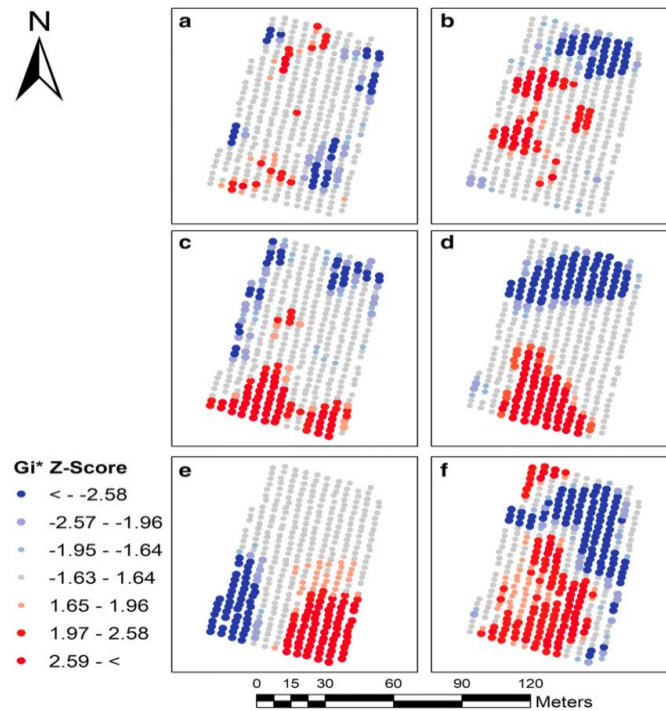 N
a
b
c
d
e
f
Gi* Z-Score
< - -2.58
-2.57 - -1.96
-1.95 - -1.64
-1.63 - 1.64
1.65 - 1.96
1.97 - 2.58
2.59 - <
0 15 30 60 90 120
Meters